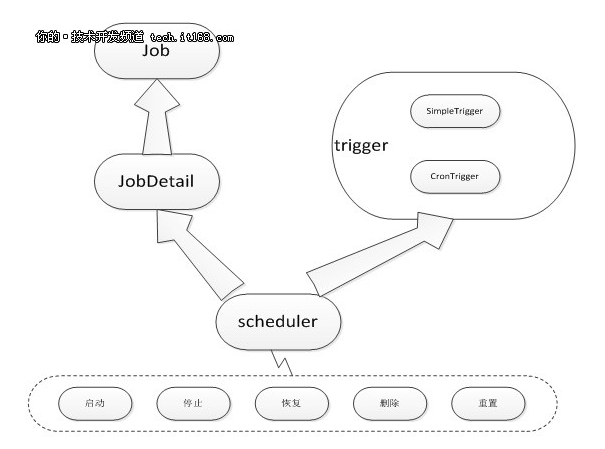 你的·技术开发频道 tech.it168.com
Job
SimpleTrigger
trigger
CronTrigger
JobDetail
scheduler
启动 停止 恢复 删除 重置